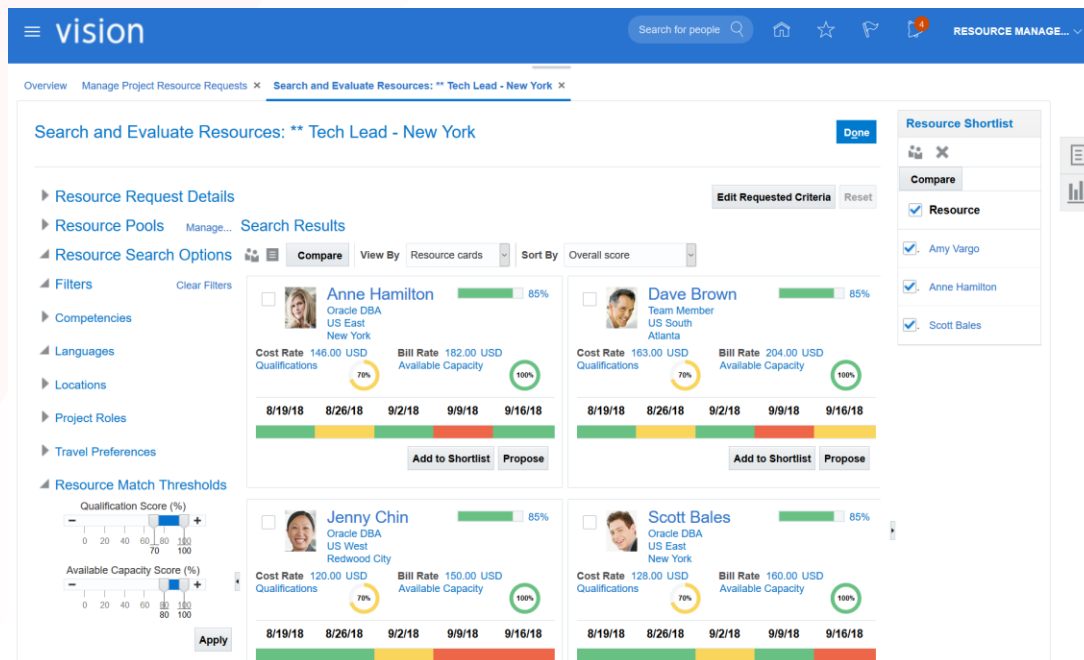 vision
Search for people
4
RESOURCE MANAGE...
Overview Manage Project Resource Requests × Search and Evaluate Resources: ** Tech Lead - New York ×
Search and Evaluate Resources: ** Tech Lead - New York
Done
Resource Request Details
Edit Requested Criteria Reset
Resource Pools Manage...
Search Results
Resource Search Options
Compare View By Resource cards Sort By Overall score
Filters Clear Filters
Competencies
Languages
Locations
Project Roles
Travel Preferences
Resource Match Thresholds
Qualification Score (%)
- +
0 20 40 60 80 100
70 100
Available Capacity Score (%)
- +
0 20 40 60 80 100
80 100
Apply
Anne Hamilton 85%
Oracle DBA
US East
New York
Cost Rate 146.00 USD Bill Rate 182.00 USD
Qualifications 70% Available Capacity 100%
8/19/18 8/26/18 9/2/18 9/9/18 9/16/18
Add to Shortlist Propose
Dave Brown 85%
Team Member
US South
Atlanta
Cost Rate 163.00 USD Bill Rate 204.00 USD
Qualifications 70% Available Capacity 100%
8/19/18 8/26/18 9/2/18 9/9/18 9/16/18
Add to Shortlist Propose
Jenny Chin 85%
Oracle DBA
US West
Redwood City
Cost Rate 120.00 USD Bill Rate 150.00 USD
Qualifications 70% Available Capacity 100%
8/19/18 8/26/18 9/2/18 9/9/18 9/16/18
Scott Bales 85%
Oracle DBA
US East
New York
Cost Rate 128.00 USD Bill Rate 160.00 USD
Qualifications 70% Available Capacity 100%
8/19/18 8/26/18 9/2/18 9/9/18 9/16/18
Resource Shortlist
Compare
Resource
Amy Vargo
Anne Hamilton
Scott Bales